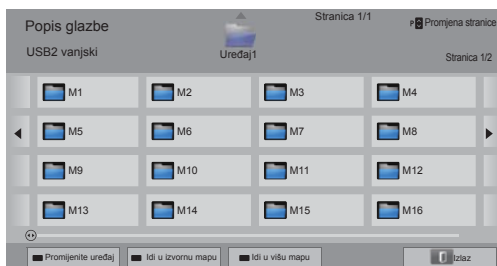 Popis glazbe
Stranica 1/1
P Promjena stranice
USB2 vanjski
Uređaj1
Stranica 1/2
M1 M2 M3 M4
M5 M6 M7 M8
M9 M10 M11 M12
M13 M14 M15 M16
Promijenite uređaj Idi u izvornu mapu Idi u višu mapu Izlaz